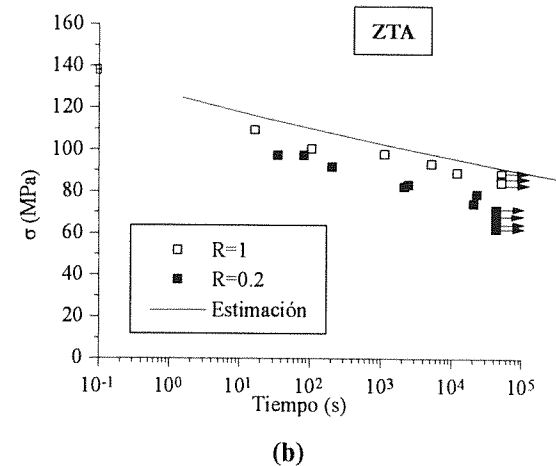 ZTA
160
140
120
100
80
60
40
20
0
σ (MPa)
R=1
R=0.2
Estimación
10⁻¹ 10⁰ 10¹ 10² 10³ 10⁴ 10⁵
Tiempo (s)
(b)